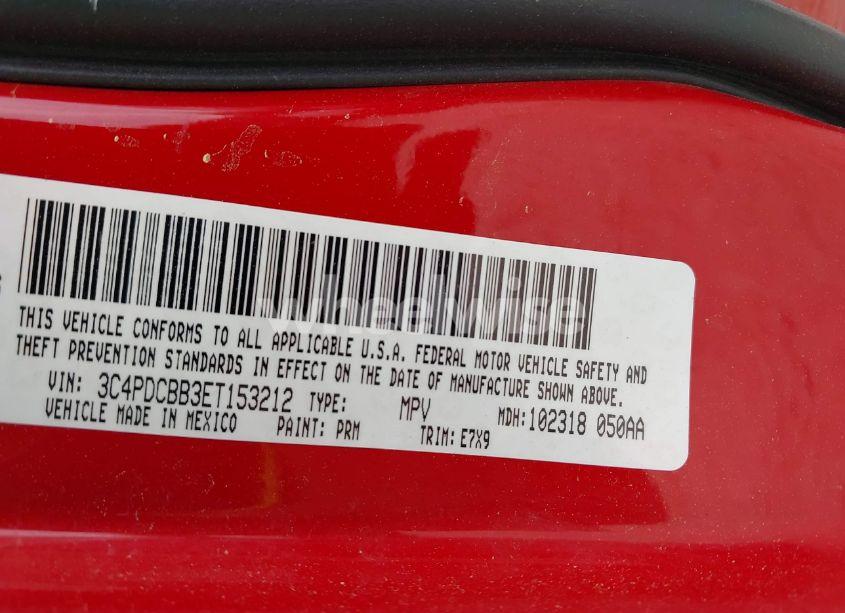 wheelwise
THIS VEHICLE CONFORMS TO ALL APPLICABLE U.S.A. FEDERAL MOTOR VEHICLE SAFETY AND
THEFT PREVENTION STANDARDS IN EFFECT ON THE DATE OF MANUFACTURE SHOWN ABOVE.
VIN: 3C4PDCBB3ET153212 TYPE: MPV MDH:102318 050AA
VEHICLE MADE IN MEXICO PAINT: PRM TRIM: E7X9